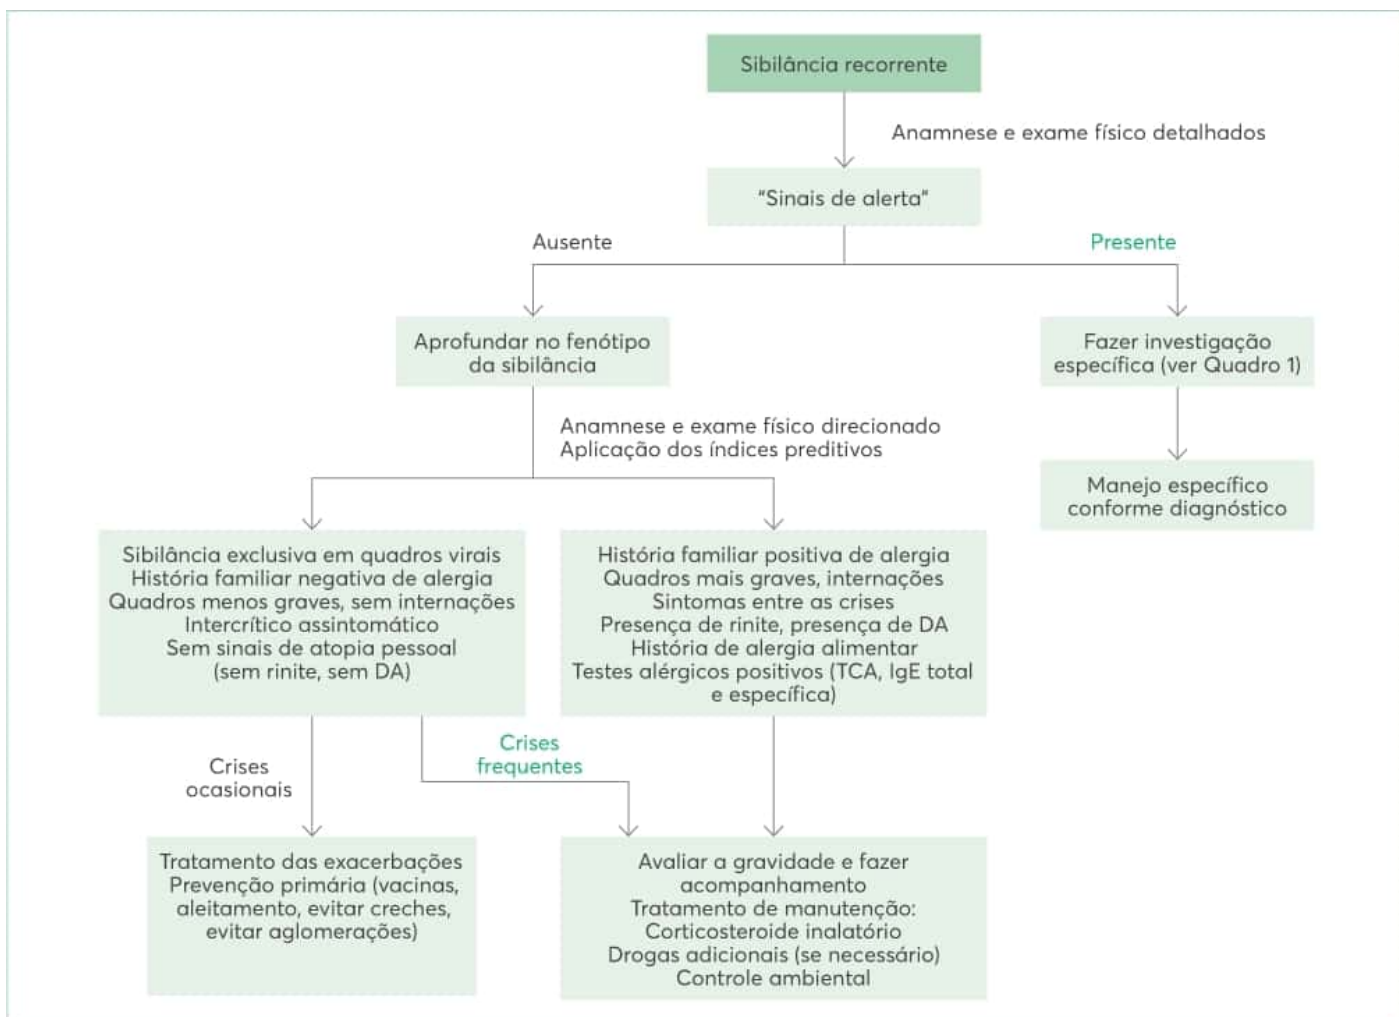 Sibilância recorrente
Anamnese e exame físico detalhados
"Sinais de alerta"
Ausente
Presente
Aprofundar no fenótipo
da sibilância
Fazer investigação
específica (ver Quadro 1)
Anamnese e exame físico direcionado
Aplicação dos índices preditivos
Manejo específico
conforme diagnóstico
Sibilância exclusiva em quadros virais
História familiar negativa de alergia
Quadros menos graves, sem internações
Intercrítico assintomático
Sem sinais de atopia pessoal
(sem rinite, sem DA)
História familiar positiva de alergia
Quadros mais graves, internações
Sintomas entre as crises
Presença de rinite, presença de DA
História de alergia alimentar
Testes alérgicos positivos (TCA, IgE total
e específica)
Crises
ocasionais
Crises
frequentes
Tratamento das exacerbações
Prevenção primária (vacinas,
aleitamento, evitar creches,
evitar aglomerações)
Avaliar a gravidade e fazer
acompanhamento
Tratamento de manutenção:
Corticosteroide inalatório
Drogas adicionais (se necessário)
Controle ambiental